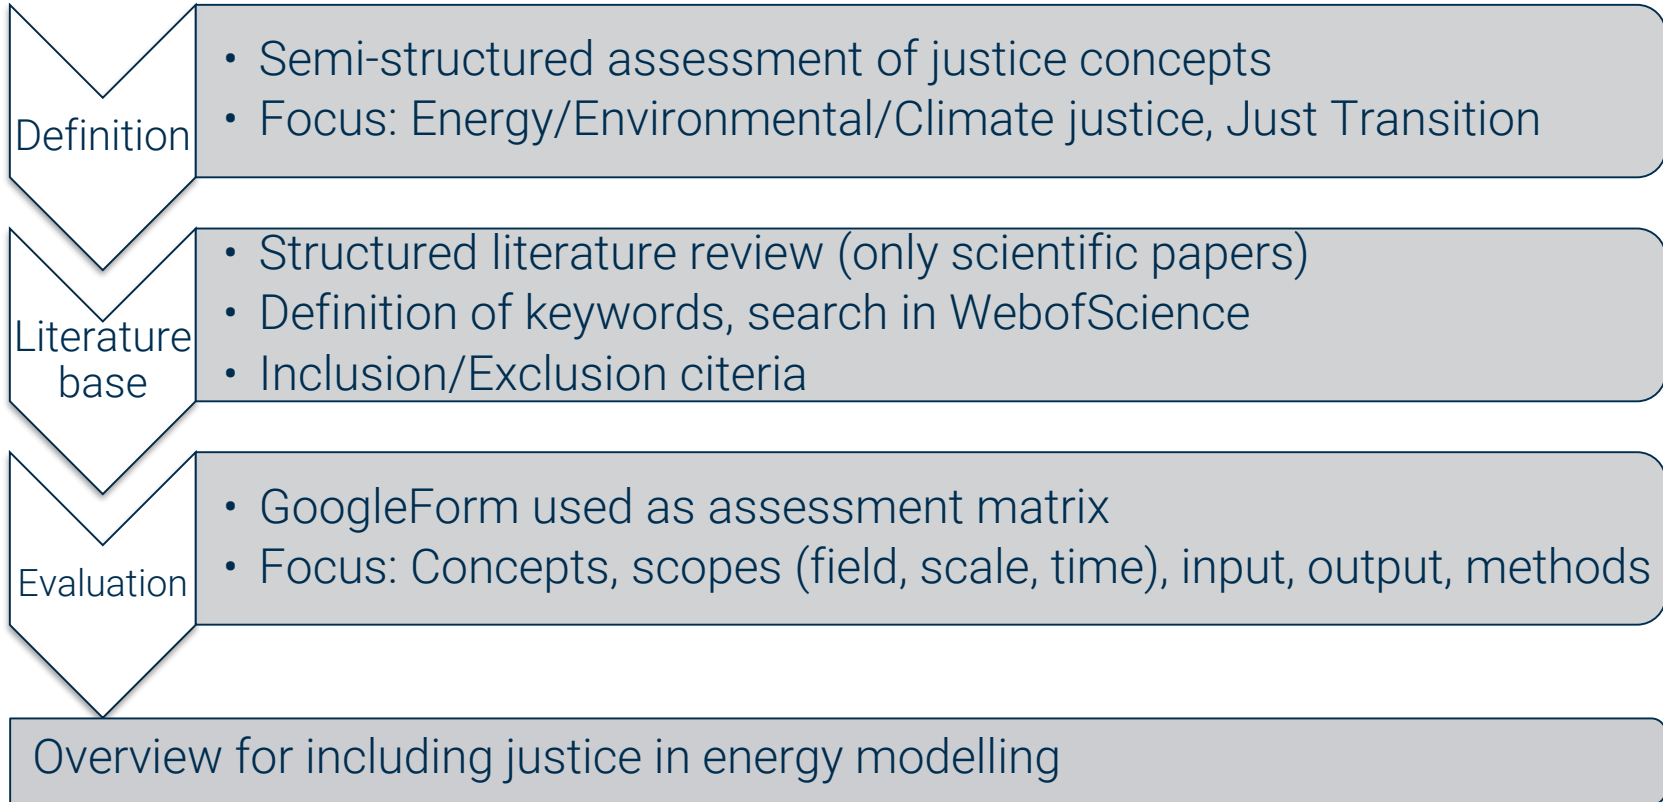 Definition
• Semi-structured assessment of justice concepts
• Focus: Energy/Environmental/Climate justice, Just Transition
Literature
base
• Structured literature review (only scientific papers)
• Definition of keywords, search in WebofScience
• Inclusion/Exclusion citeria
Evaluation
• GoogleForm used as assessment matrix
• Focus: Concepts, scopes (field, scale, time), input, output, methods
Overview for including justice in energy modelling